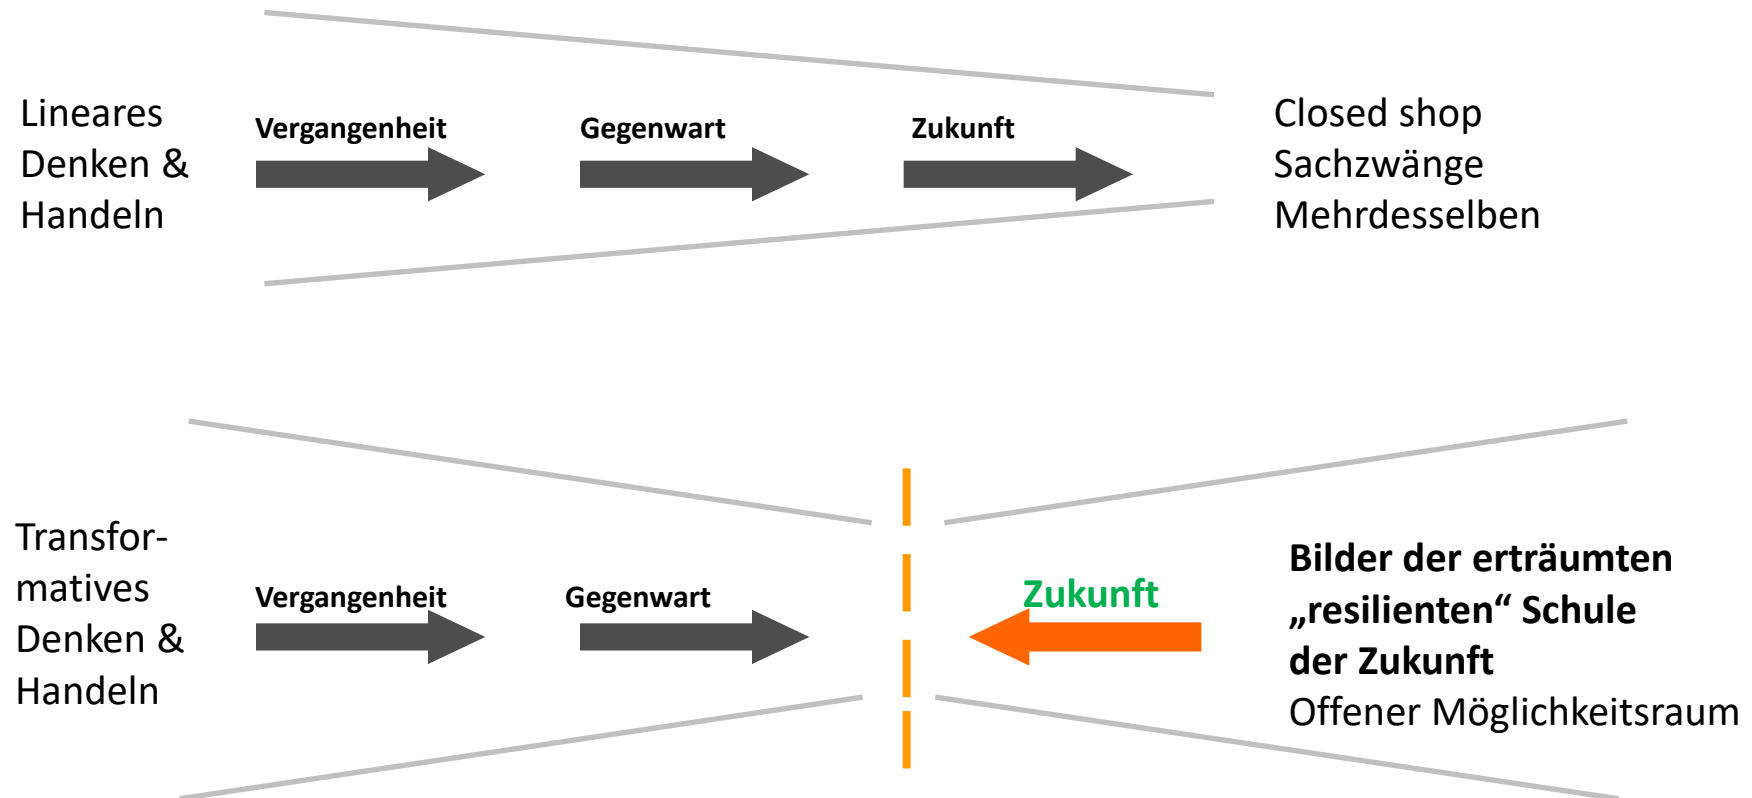 Lineares
Denken &
Handeln
Vergangenheit
Gegenwart
Zukunft
Closed shop
Sachzwänge
Mehrdesselben
Transfor-
matives
Denken &
Handeln
Vergangenheit
Gegenwart
Zukunft
Bilder der erträumten
„resilienten“ Schule
der Zukunft
Offener Möglichkeitsraum